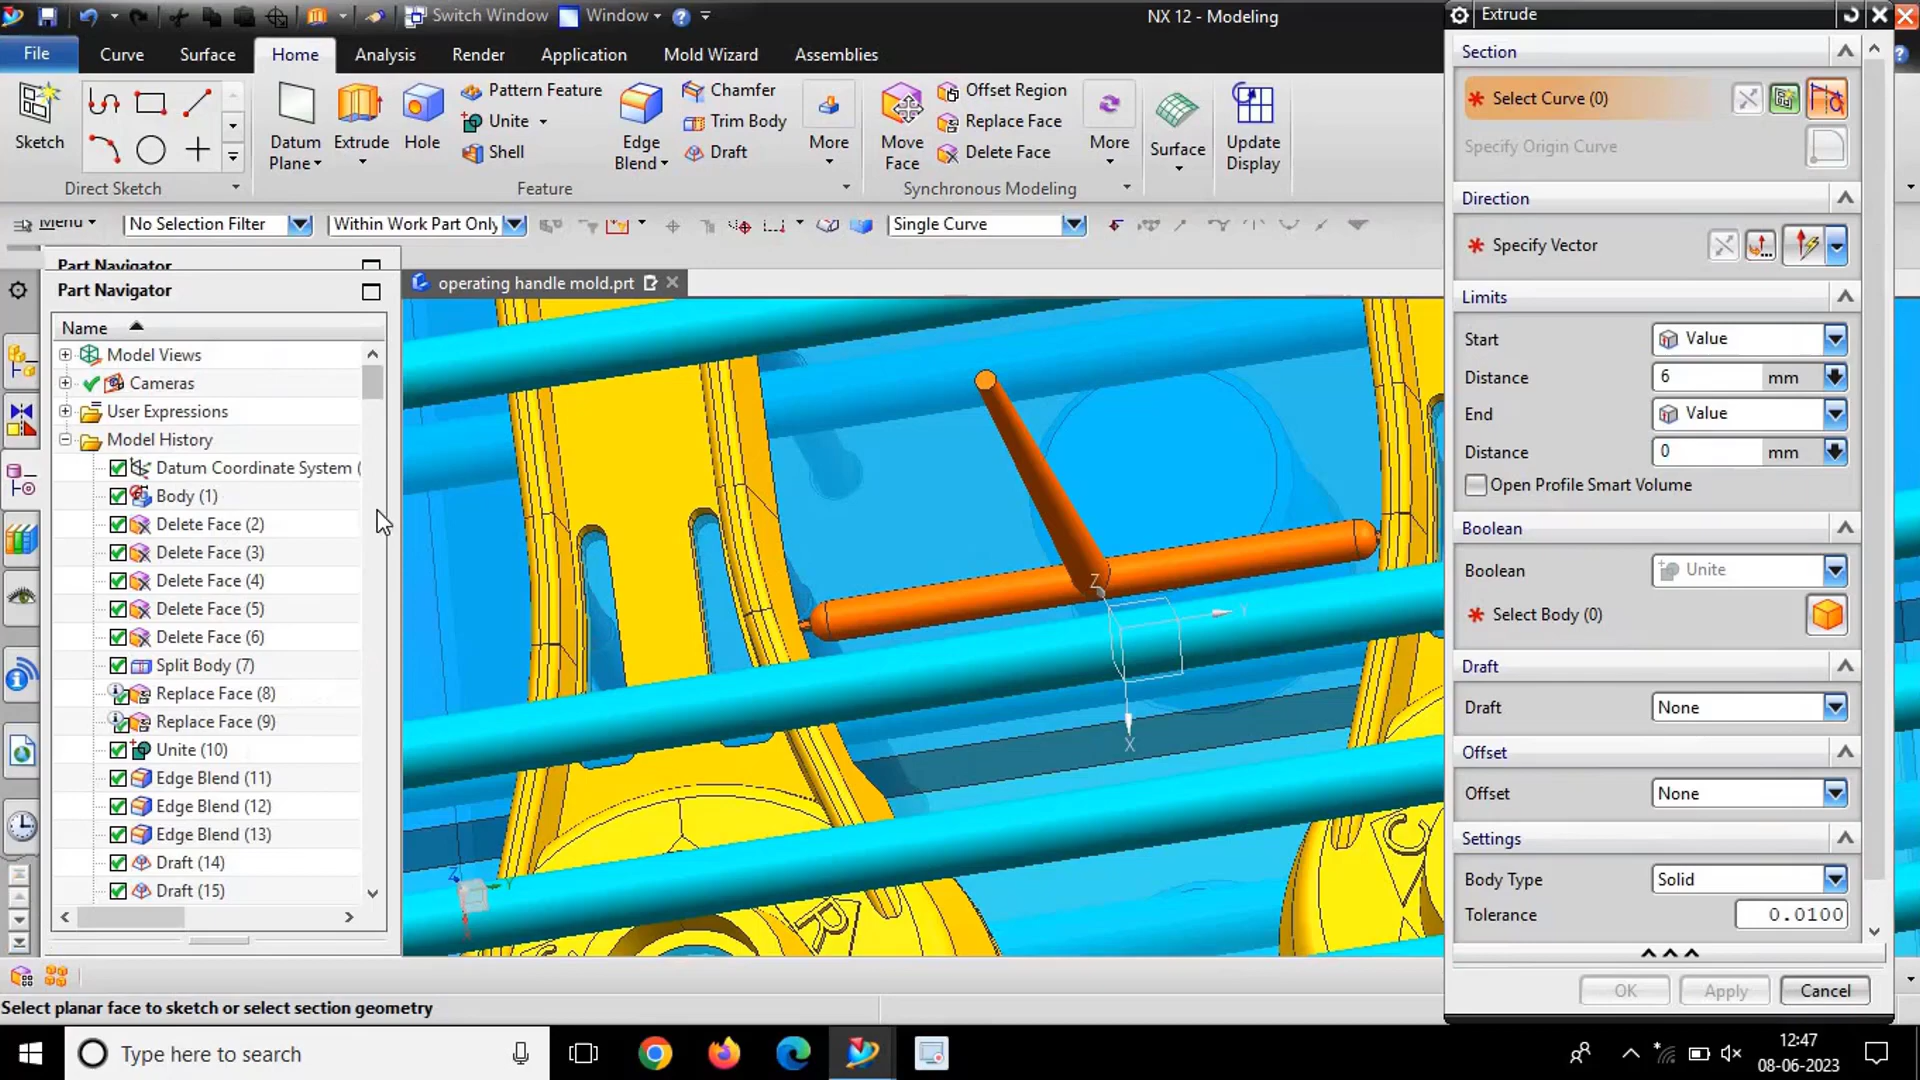 Switch Window
Window
NX 12 - Modeling
Extrude
File
Curve
Surface
Home
Analysis
Render
Application
Mold Wizard
Assemblies
Sketch
Direct Sketch
Datum
Plane
Extrude
Hole
Pattern Feature
Unite
Shell
Edge
Blend
Chamfer
Trim Body
Draft
More
Feature
Move
Face
Offset Region
Replace Face
Delete Face
More
Synchronous Modeling
Surface
Update
Display
Menu
No Selection Filter
Within Work Part Only
Single Curve
Part Navigator
Part Navigator
operating handle mold.prt
Name
Model Views
Cameras
User Expressions
Model History
Datum Coordinate System (
Body (1)
Delete Face (2)
Delete Face (3)
Delete Face (4)
Delete Face (5)
Delete Face (6)
Split Body (7)
Replace Face (8)
Replace Face (9)
Unite (10)
Edge Blend (11)
Edge Blend (12)
Edge Blend (13)
Draft (14)
Draft (15)
Z
Y
X
Z
Y
R
C
Section
* Select Curve (0)
Specify Origin Curve
Direction
* Specify Vector
Limits
Start
Value
Distance
6
mm
End
Value
Distance
0
mm
Open Profile Smart Volume
Boolean
Boolean
Unite
* Select Body (0)
Draft
Draft
None
Offset
Offset
None
Settings
Body Type
Solid
Tolerance
0.0100
OK
Apply
Cancel
Select planar face to sketch or select section geometry
Type here to search
12:47
08-06-2023